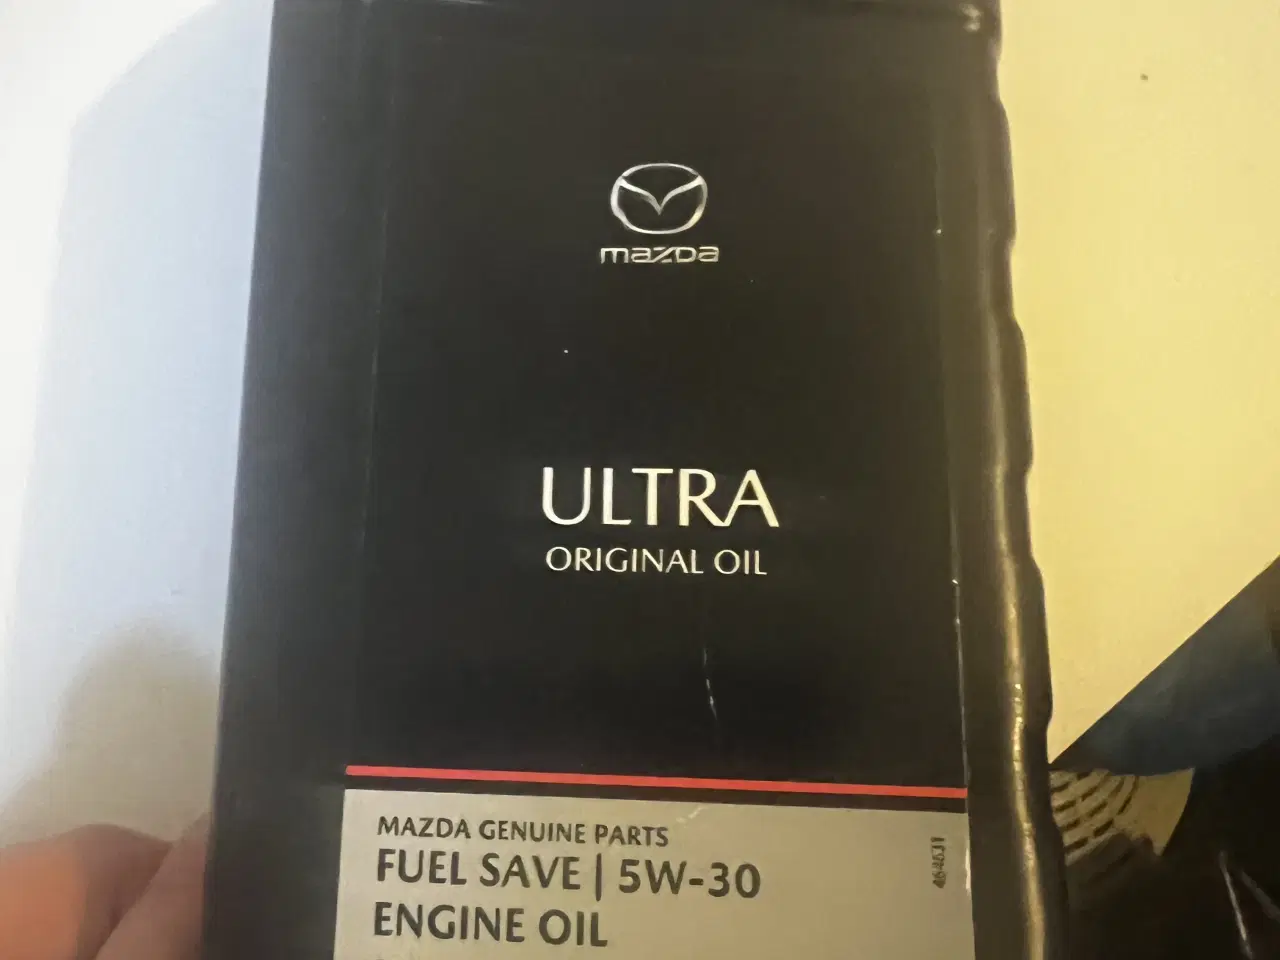 mazda
ULTRA
ORIGINAL OIL
MAZDA GENUINE PARTS
FUEL SAVE | 5W-30
ENGINE OIL